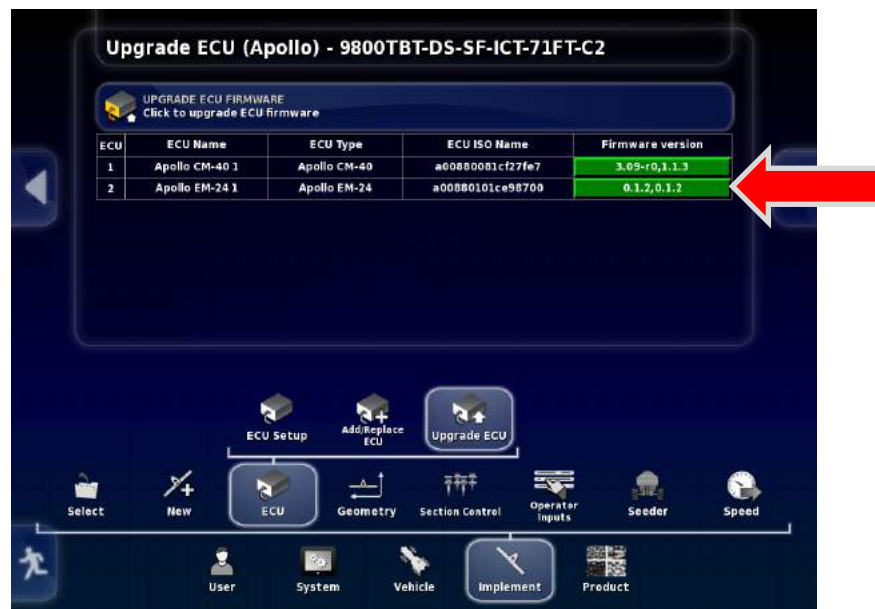 Upgrade ECU (Apollo) - 9800TBT-DS-SF-ICT-71FT-C2
UPGRADE ECU FIRMWARE
Click to upgrade ECU firmware
ECU ECU Name ECU Type ECU ISO Name Firmware version
1 Apollo CM-40 1 Apollo CM-40 a00880081cf27fe7 3.09-r0,1.1.3
2 Apollo EM-24 1 Apollo EM-24 a00880101ce98700 0.1.2,0.1.2
ECU Setup Add/Replace ECU Upgrade ECU
Select New ECU Geometry Section Control Operator Inputs Seeder Speed
User System Vehicle Implement Product